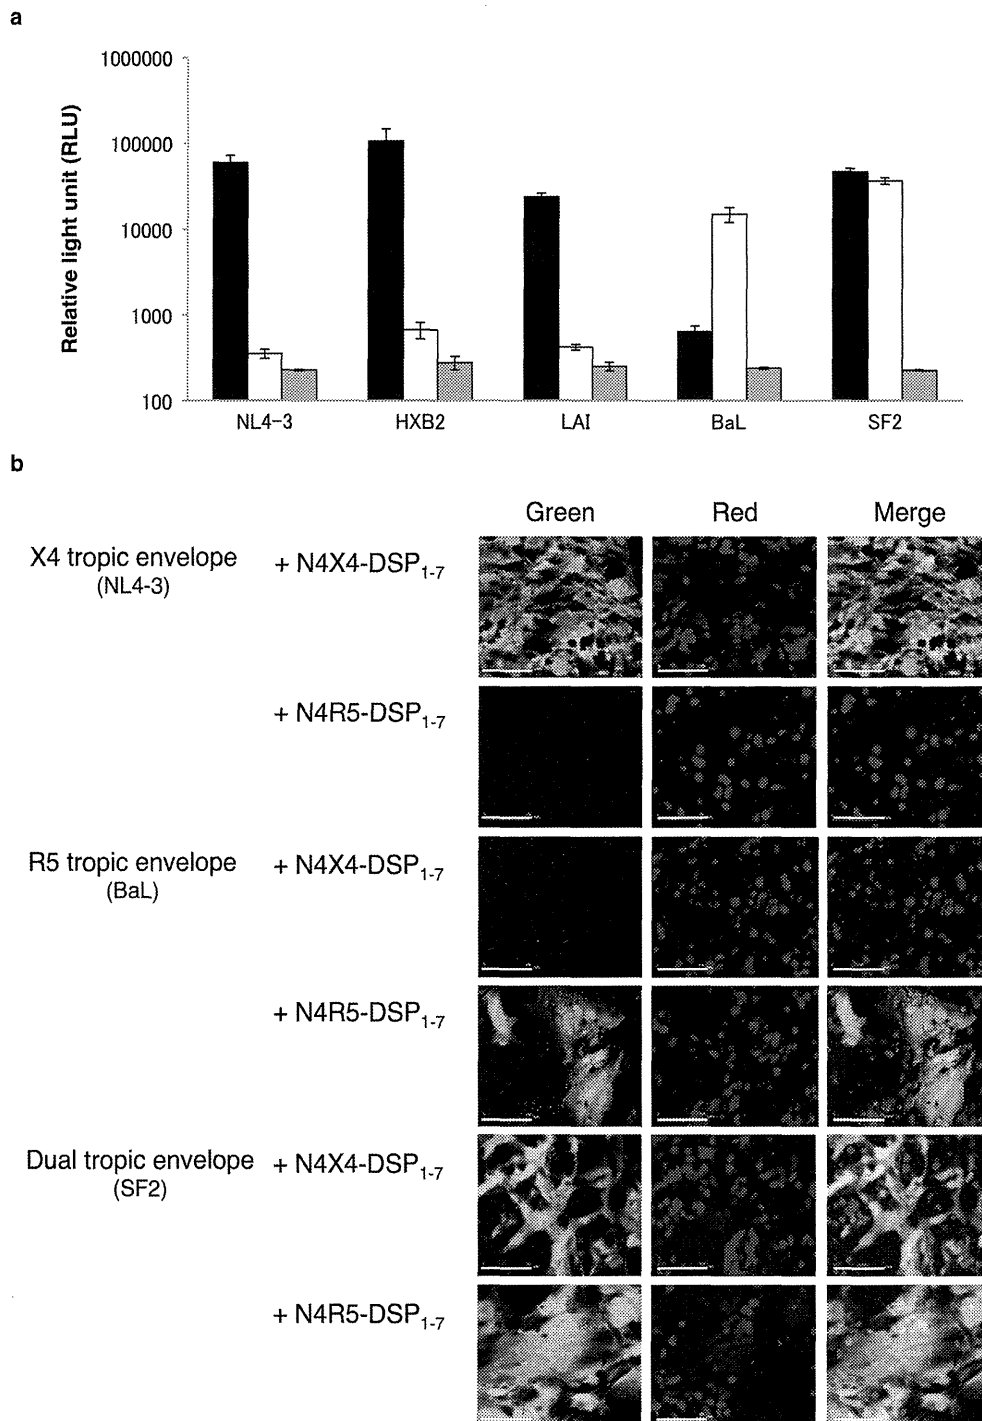 a
Relative light unit (RLU)
1000000
100000
10000
1000
100
NL4-3
HXB2
LAI
BaL
SF2
b
Green
Red
Merge
X4 tropic envelope
(NL4-3)
+ N4X4-DSP1-7
+ N4R5-DSP1-7
R5 tropic envelope
(BaL)
+ N4X4-DSP1-7
+ N4R5-DSP1-7
Dual tropic envelope
(SF2)
+ N4X4-DSP1-7
+ N4R5-DSP1-7